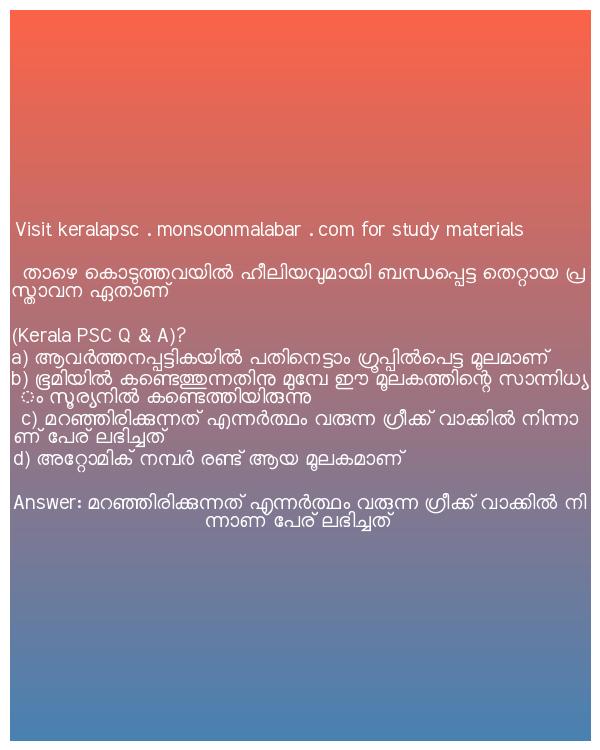 Visit keralapsc . monsoonmalabar . com for study materials
താഴെ കൊടുത്തവയിൽ ഹീലിയവുമായി ബന്ധപ്പെട്ട തെറ്റായ പ്ര
സ്താവന ഏതാണ്
(Kerala PSC Q & A)?
a) ആവർത്തനപ്പട്ടികയിൽ പതിനെട്ടാം ഗ്രൂപ്പിൽപെട്ട മൂലമാണ്
b) ഭൂമിയിൽ കണ്ടെത്തുന്നതിനു മുമ്പേ ഈ മൂലകത്തിന്റെ സാന്നിധ്യ
ം സൂര്യനിൽ കണ്ടെത്തിയിരുന്നു
c) മറഞ്ഞിരിക്കുന്നത് എന്നർത്ഥം വരുന്ന ഗ്രീക്ക് വാക്കിൽ നിന്നാ
ണ് പേര് ലഭിച്ചത്
d) അറ്റോമിക് നമ്പർ രണ്ട് ആയ മൂലകമാണ്
Answer: മറഞ്ഞിരിക്കുന്നത് എന്നർത്ഥം വരുന്ന ഗ്രീക്ക് വാക്കിൽ നി
ന്നാണ് പേര് ലഭിച്ചത്